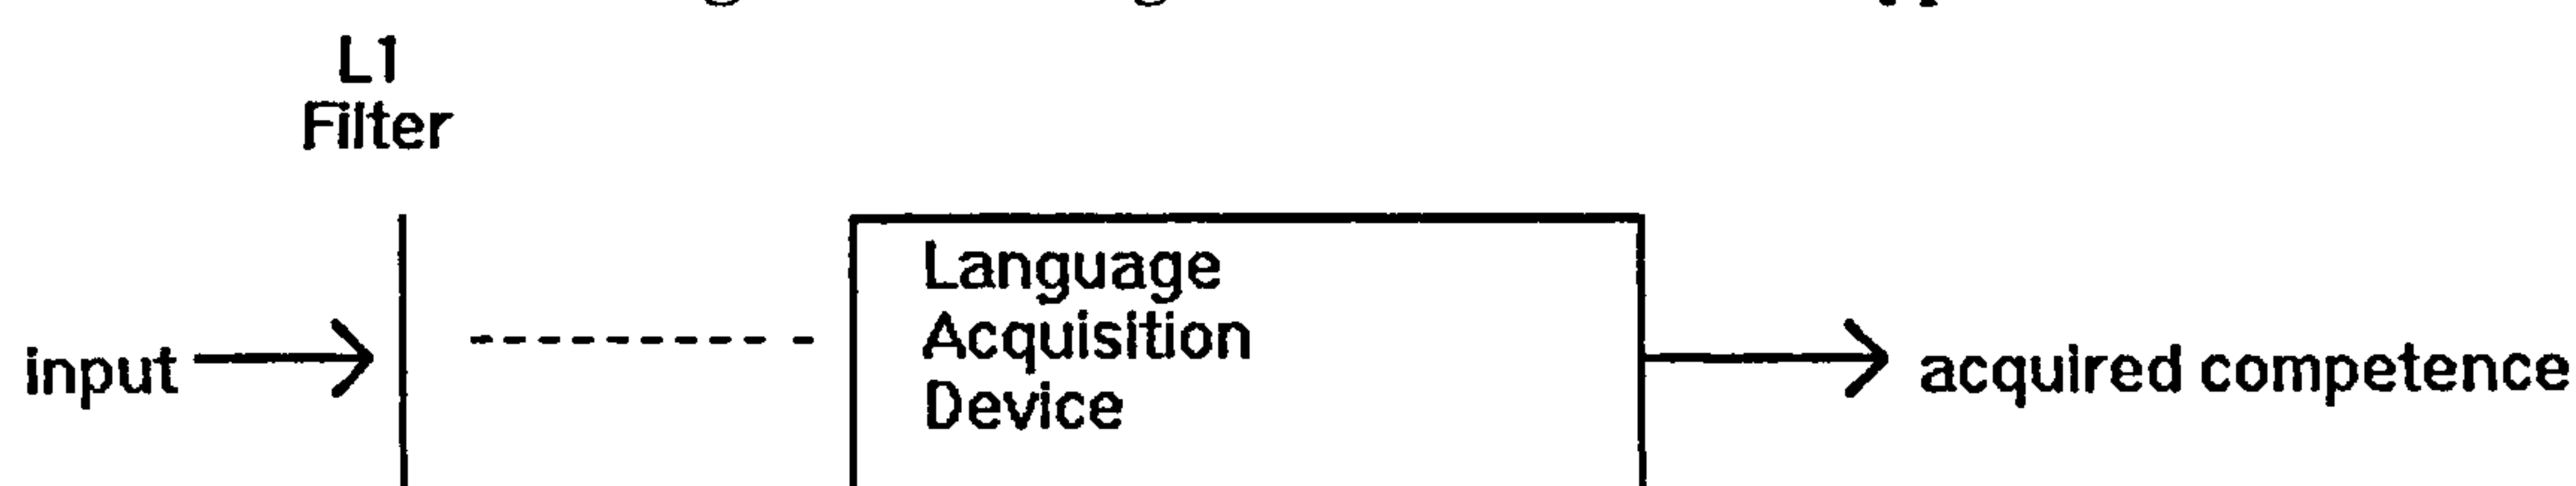 L1
Filter
Language
Acquisition
Device
input
acquired competence